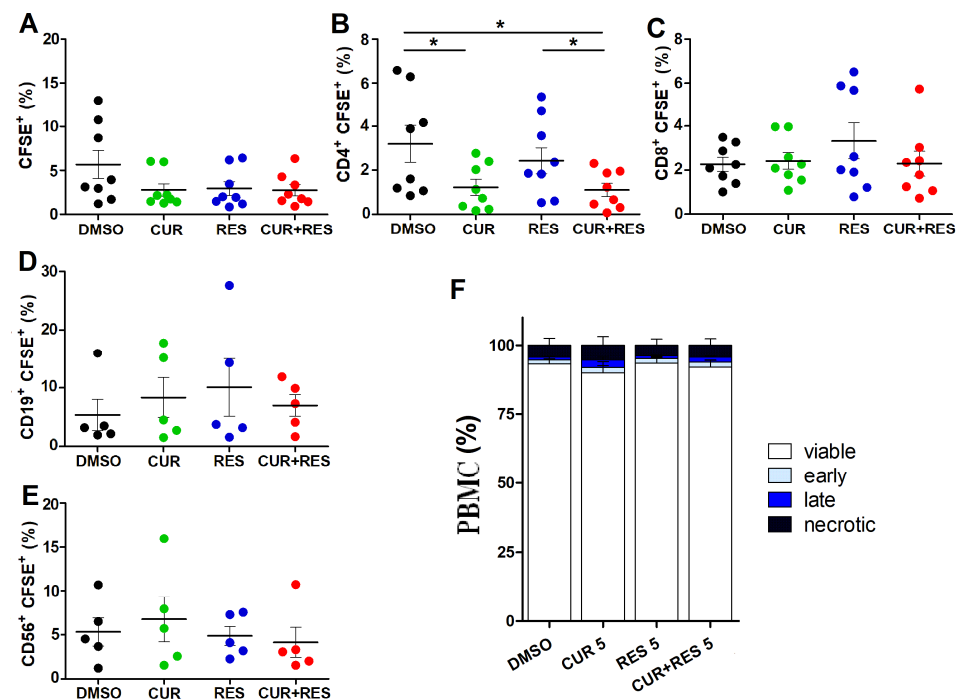 A
CFSE+ (%)
20
15
10
5
0
DMSO CUR RES CUR+RES
B
CD4+ CFSE+ (%)
8
6
4
2
0
* * *
DMSO CUR RES CUR+RES
C
CD8+ CFSE+ (%)
8
6
4
2
0
DMSO CUR RES CUR+RES
D
CD19+ CFSE+ (%)
30
20
10
0
DMSO CUR RES CUR+RES
E
CD56+ CFSE+ (%)
20
15
10
5
0
DMSO CUR RES CUR+RES
F
PBMC (%)
100
75
50
25
0
DMSO CUR 5 RES 5 CUR+RES 5
viable
early
late
necrotic